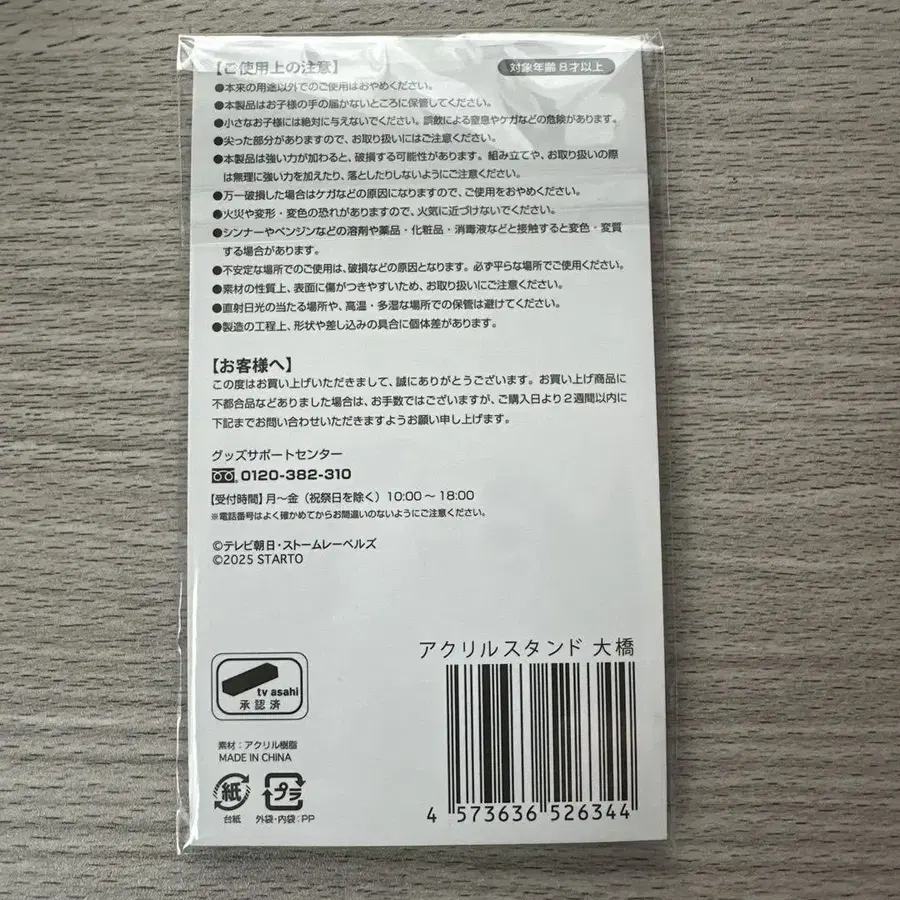 【ご使用上の注意】
対象年齢8才以上
●本来の用途以外でのご使用はおやめください。
●本製品はお子様の手の届かないところに保管してください。
●小さなお子様には絶対に与えないでください。誤飲による窒息やケガなどの危険があります。
●尖った部分がありますので、お取り扱いにはご注意ください。
●本製品は強い力が加わると、破損する可能性があります。組み立てや、お取り扱いの際
は無理に強い力を加えたり、落としたりしないようにご注意ください。
●万一破損した場合はケガなどの原因になりますので、ご使用をおやめください。
●火災や変形・変色の恐れがありますので、火気に近づけないでください。
●シンナーやベンジンなどの溶剤や薬品・化粧品・消毒液などと接触すると変色・変質
する場合があります。
●不安定な場所でのご使用は、破損などの原因となります。必ず平らな場所でご使用ください。
●素材の性質上、表面に傷がつきやすいため、お取り扱いにご注意ください。
●直射日光の当たる場所や、高温・多湿な場所での保管は避けてください。
●製造の工程上、形状や差し込みの具合に個体差があります。
【お客様へ】
この度はお買い上げいただきまして、誠にありがとうございます。お買い上げ商品に
不都合品などありました場合は、お手数ではございますが、ご購入日より2週間以内に
下記までお問い合わせいただきますようお願い申し上げます。
グッズサポートセンター
0120-382-310
【受付時間】月〜金（祝祭日を除く）10:00〜18:00
※電話番号はよく確かめてからお間違いのないようにご注意ください。
©テレビ朝日・ストームレーベルズ
©2025 STARTO
アクリルスタンド 大橋
tv asahi
承認済
素材：アクリル樹脂
MADE IN CHINA
紙
プラ
台紙
外袋・内袋：PP
4 573636 526344